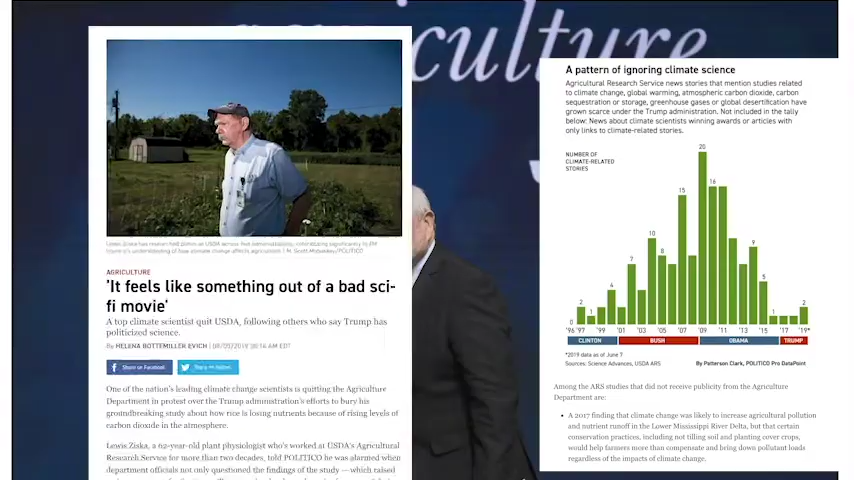 culture
AGRICULTURE
'It feels like something out of a bad sci-
fi movie'
A top climate scientist quit USDA, following others who say Trump has
politicized science.
By HELENA BOTTEMILLER EVICH | 08/05/2019 05:14 AM EDT
Share on Facebook
One of the nation's leading climate change scientists is quitting the Agriculture
Department in protest over the Trump administration's efforts to bury his
groundbreaking study about how rice is losing nutrients because of rising levels of
carbon dioxide in the atmosphere.
Lewis Ziska, a 62-year-old plant physiologist who's worked at USDA's Agricultural
Research Service for more than two decades, told POLITICO he was alarmed when
department officials not only questioned the findings of the study — which raised
A pattern of ignoring climate science
Agricultural Research Service news stories that mention studies related
to climate change, global warming, atmospheric carbon dioxide, carbon
sequestration or storage, greenhouse gases or global desertification have
grown scarce under the Trump administration. Not included in the tally
below: News about climate scientists winning awards or articles with
only links to climate-related stories.
NUMBER OF
CLIMATE-RELATED
STORIES
20
16
15
10
9
8
7
5
4
2
2
1
1
0
'96 '97 '99 '01 '03 '05 '07 '09 '11 '13 '15 '17 '19*
CLINTON BUSH OBAMA TRUMP
*2019 data as of June 7
Sources: Science Advances, USDA ARS By Patterson Clark, POLITICO Pro DataPoint
Among the ARS studies that did not receive publicity from the Agriculture
Department are:
• A 2017 finding that climate change was likely to increase agricultural pollution
and nutrient runoff in the Lower Mississippi River Delta, but that certain
conservation practices, including not tilling soil and planting cover crops,
would help farmers more than compensate and bring down pollutant loads
regardless of the impacts of climate change.